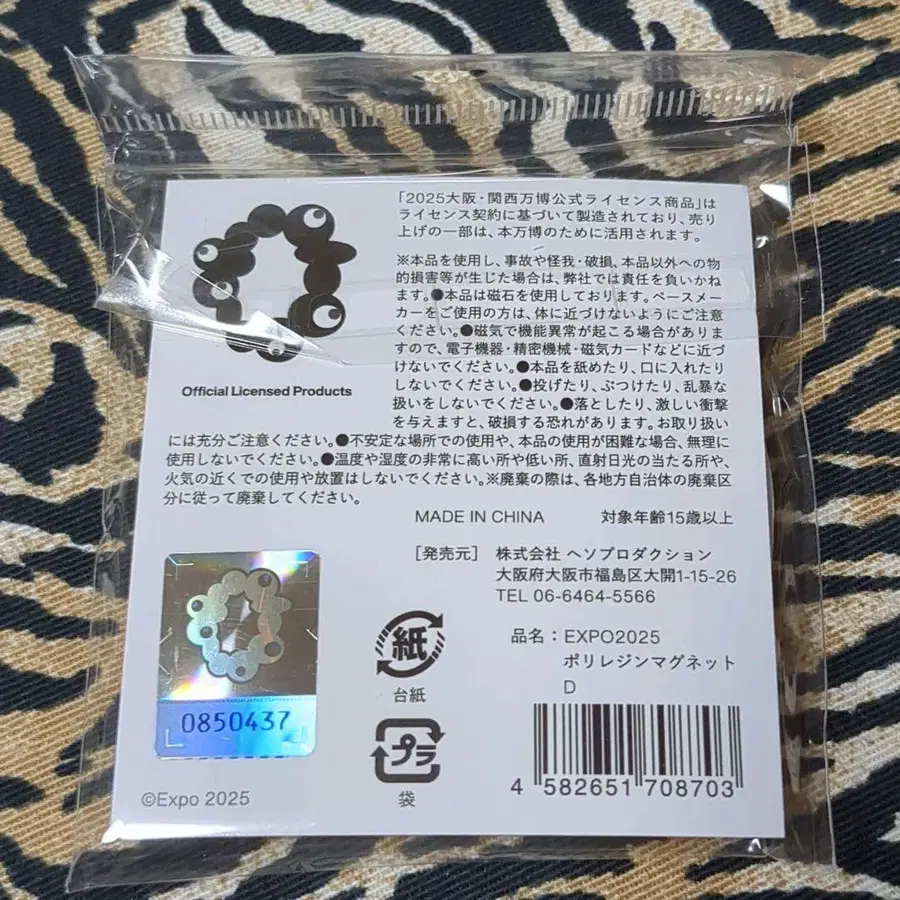 「2025大阪・関西万博公式ライセンス商品」は
ライセンス契約に基づいて製造されており、売り
上げの一部は、本万博のために活用されます。
※本品を使用し、事故や怪我・破損、本品以外への物
的損害等が生じた場合は、弊社では責任を負いかね
ます。●本品は磁石を使用しております。ペースメー
カーをご使用の方は、体に近づけないようにご注意
ください。●磁気で機能異常が起こる場合がありま
すので、電子機器・精密機械・磁気カードなどに近づ
けないでください。●本品を舐めたり、口に入れたり
しないでください。●投げたり、ぶつけたり、乱暴な
扱いをしないでください。●落としたり、激しい衝撃
を与えますと、破損する恐れがあります。お取り扱い
には充分ご注意ください。●不安定な場所での使用や、本品の使用が困難な場合、無理に
使用しないでください。●温度や湿度の非常に高い所や低い所、直射日光の当たる所や、
火気の近くでの使用や放置はしないでください。※廃棄の際は、各地方自治体の廃棄区
分に従って廃棄してください。
Official Licensed Products
MADE IN CHINA 対象年齢15歳以上
［発売元］ 株式会社 ヘソプロダクション
大阪府大阪市福島区大開1-15-26
TEL 06-6464-5566
紙
台紙
品名：EXPO2025
ポリレジンマグネット
D
0850437
プラ
袋
4 582651 708703
©Expo 2025